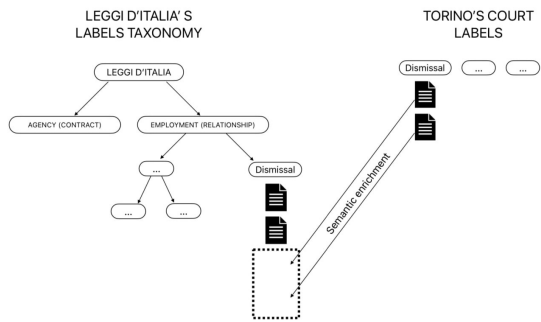 LEGGI D'ITALIA' S
LABELS TAXONOMY
TORINO'S COURT
LABELS
LEGGI D'ITALIA
Dismissal
...
...
AGENCY (CONTRACT)
EMPLOYMENT (RELATIONSHIP)
...
Dismissal
...
...
Semantic enrichment